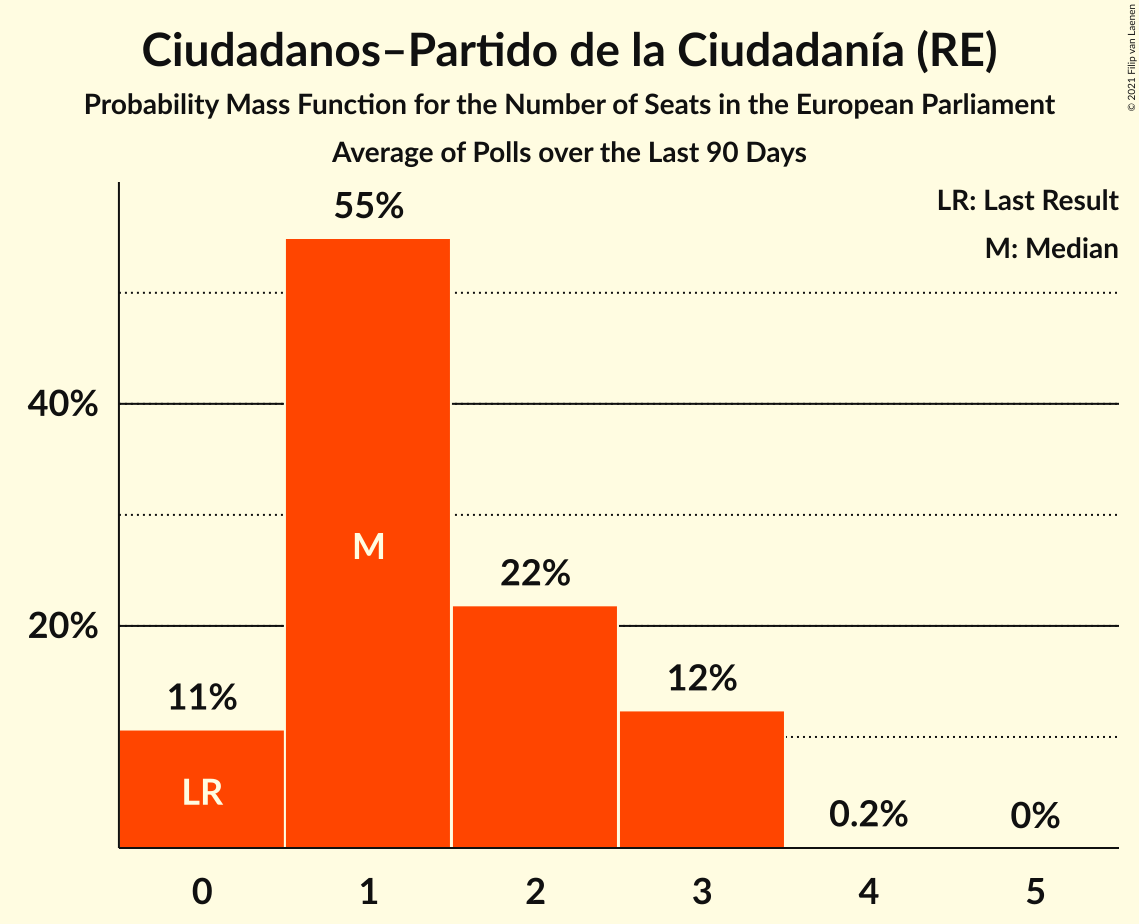 Ciudadanos–Partido de la Ciudadanía (RE)
Probability Mass Function for the Number of Seats in the European Parliament
Average of Polls over the Last 90 Days
© 2021 Filip van Laenen
LR: Last Result
M: Median
55%
40%
M
22%
20%
12%
11%
LR
0.2%
0%
0 1 2 3 4 5